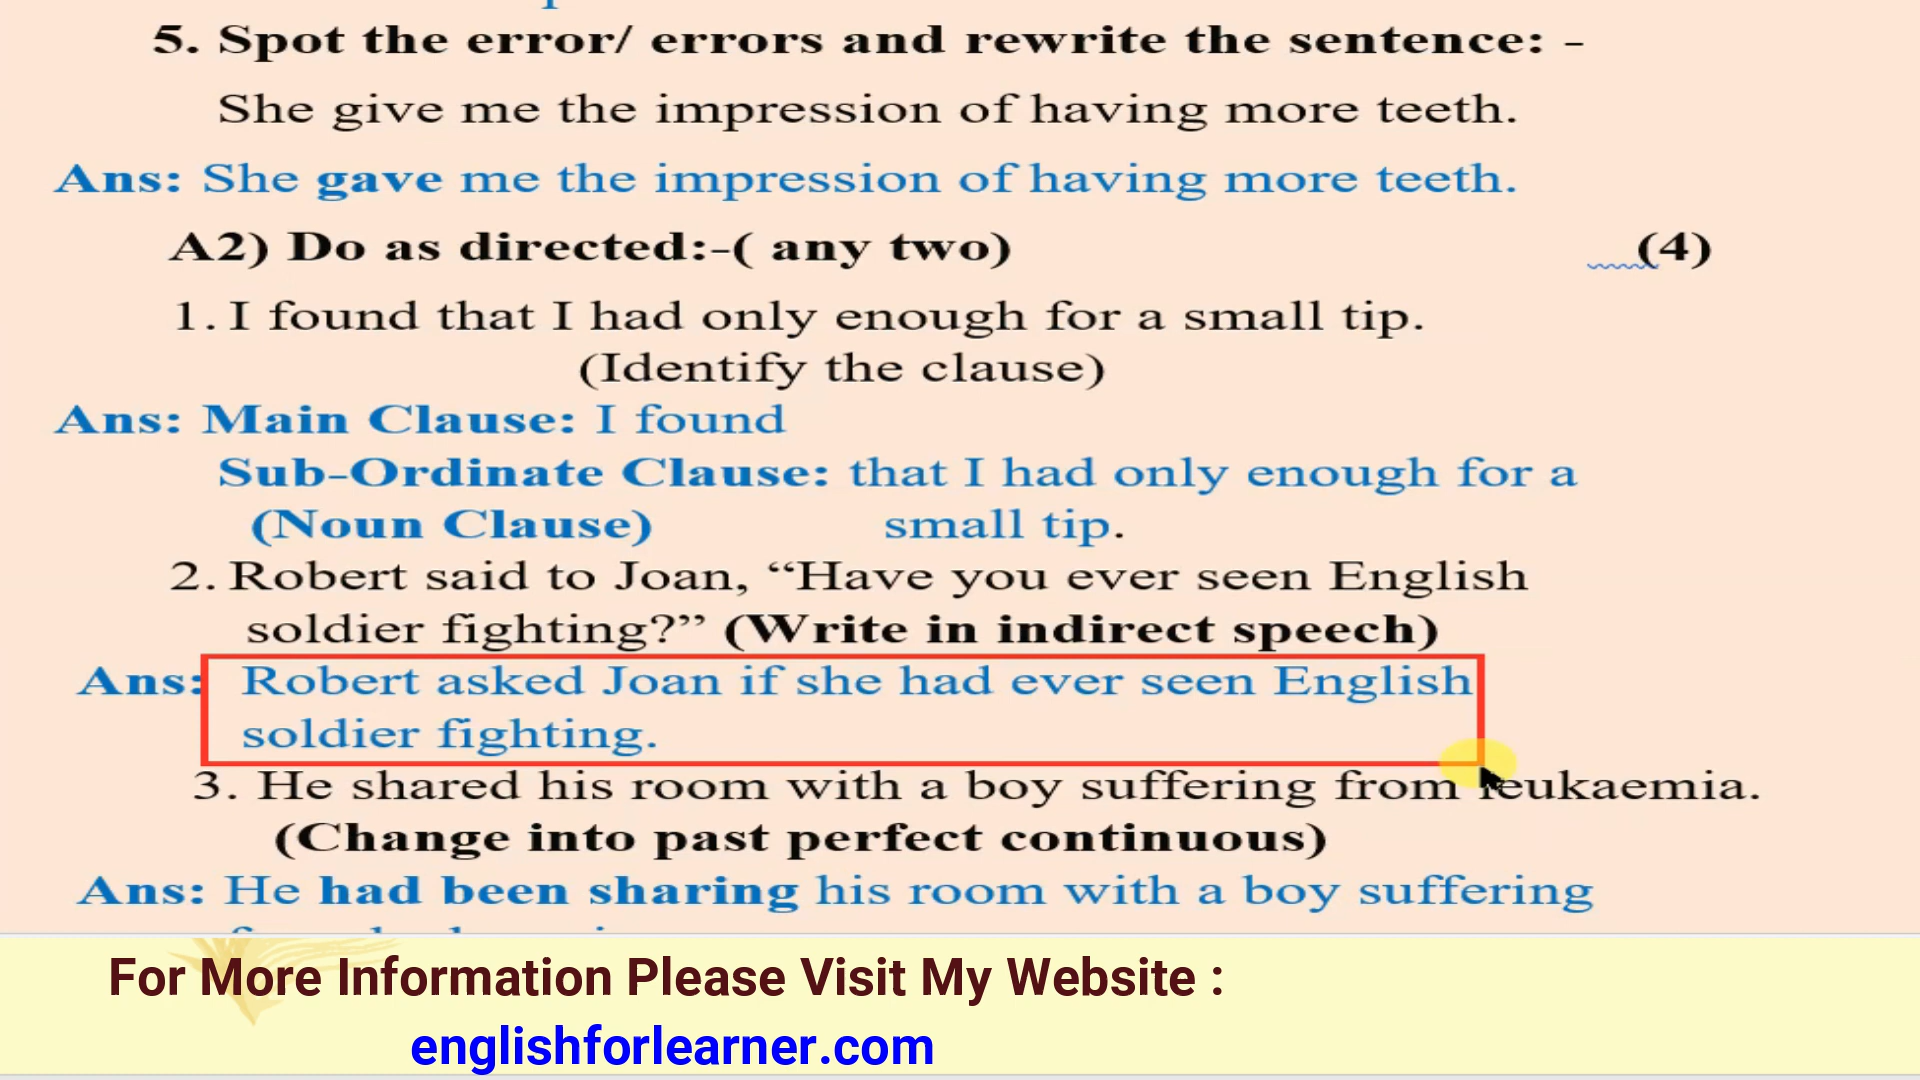 5. Spot the error/ errors and rewrite the sentence: -
She give me the impression of having more teeth.
Ans: She gave me the impression of having more teeth.
A2) Do as directed:-( any two) (4)
1. I found that I had only enough for a small tip.
(Identify the clause)
Ans: Main Clause: I found
Sub-Ordinate Clause: that I had only enough for a
(Noun Clause) small tip.
2. Robert said to Joan, “Have you ever seen English
soldier fighting?” (Write in indirect speech)
Ans: Robert asked Joan if she had ever seen English
soldier fighting.
3. He shared his room with a boy suffering from leukaemia.
(Change into past perfect continuous)
Ans: He had been sharing his room with a boy suffering
For More Information Please Visit My Website :
englishforlearner.com